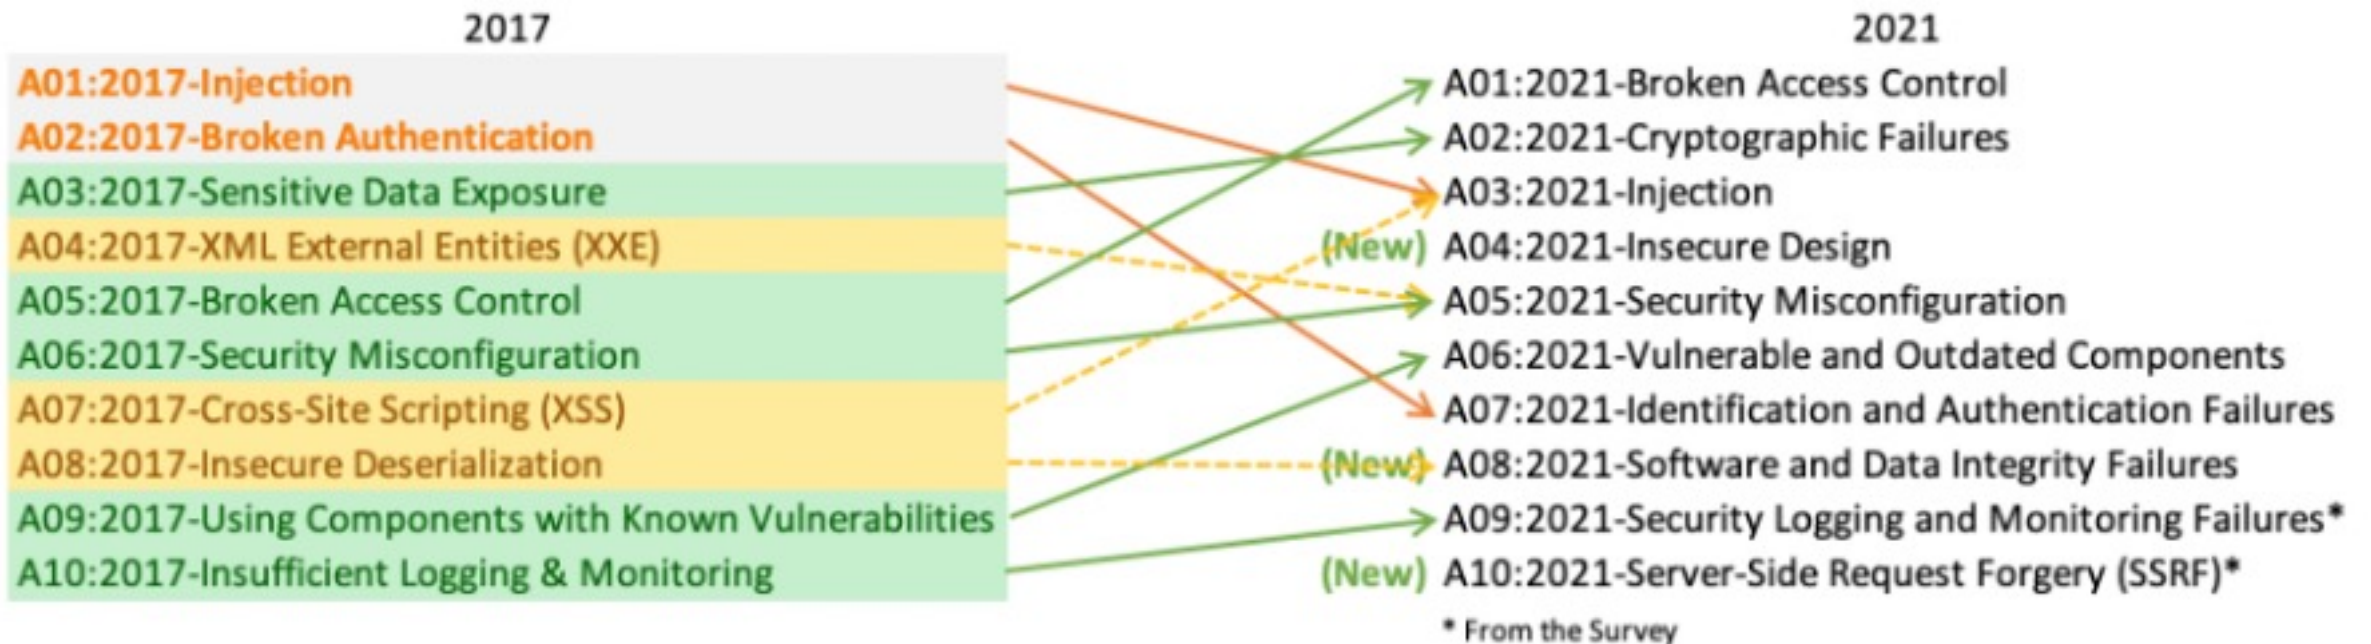 2017
A01:2017-Injection
A02:2017-Broken Authentication
A03:2017-Sensitive Data Exposure
A04:2017-XML External Entities (XXE)
A05:2017-Broken Access Control
A06:2017-Security Misconfiguration
A07:2017-Cross-Site Scripting (XSS)
A08:2017-Insecure Deserialization
A09:2017-Using Components with Known Vulnerabilities
A10:2017-Insufficient Logging & Monitoring
2021
A01:2021-Broken Access Control
A02:2021-Cryptographic Failures
A03:2021-Injection
(New) A04:2021-Insecure Design
A05:2021-Security Misconfiguration
A06:2021-Vulnerable and Outdated Components
A07:2021-Identification and Authentication Failures
(New) A08:2021-Software and Data Integrity Failures
A09:2021-Security Logging and Monitoring Failures*
(New) A10:2021-Server-Side Request Forgery (SSRF)*
* From the Survey